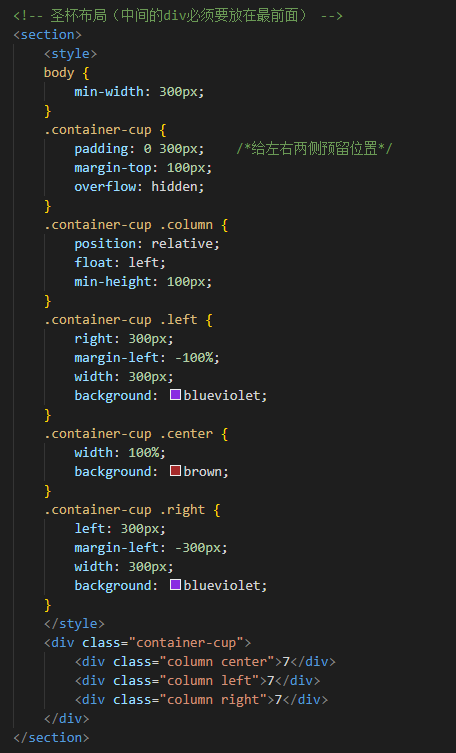 <!-- 圣杯布局（中间的div必须要放在最前面） -->
<section>
    <style>
    body {
        min-width: 300px;
    }
    .container-cup {
        padding: 0 300px;    /*给左右两侧预留位置*/
        margin-top: 100px;
        overflow: hidden;
    }
    .container-cup .column {
        position: relative;
        float: left;
        min-height: 100px;
    }
    .container-cup .left {
        right: 300px;
        margin-left: -100%;
        width: 300px;
        background: blueviolet;
    }
    .container-cup .center {
        width: 100%;
        background: brown;
    }
    .container-cup .right {
        left: 300px;
        margin-left: -300px;
        width: 300px;
        background: blueviolet;
    }
    </style>
    <div class="container-cup">
        <div class="column center">7</div>
        <div class="column left">7</div>
        <div class="column right">7</div>
    </div>
</section>